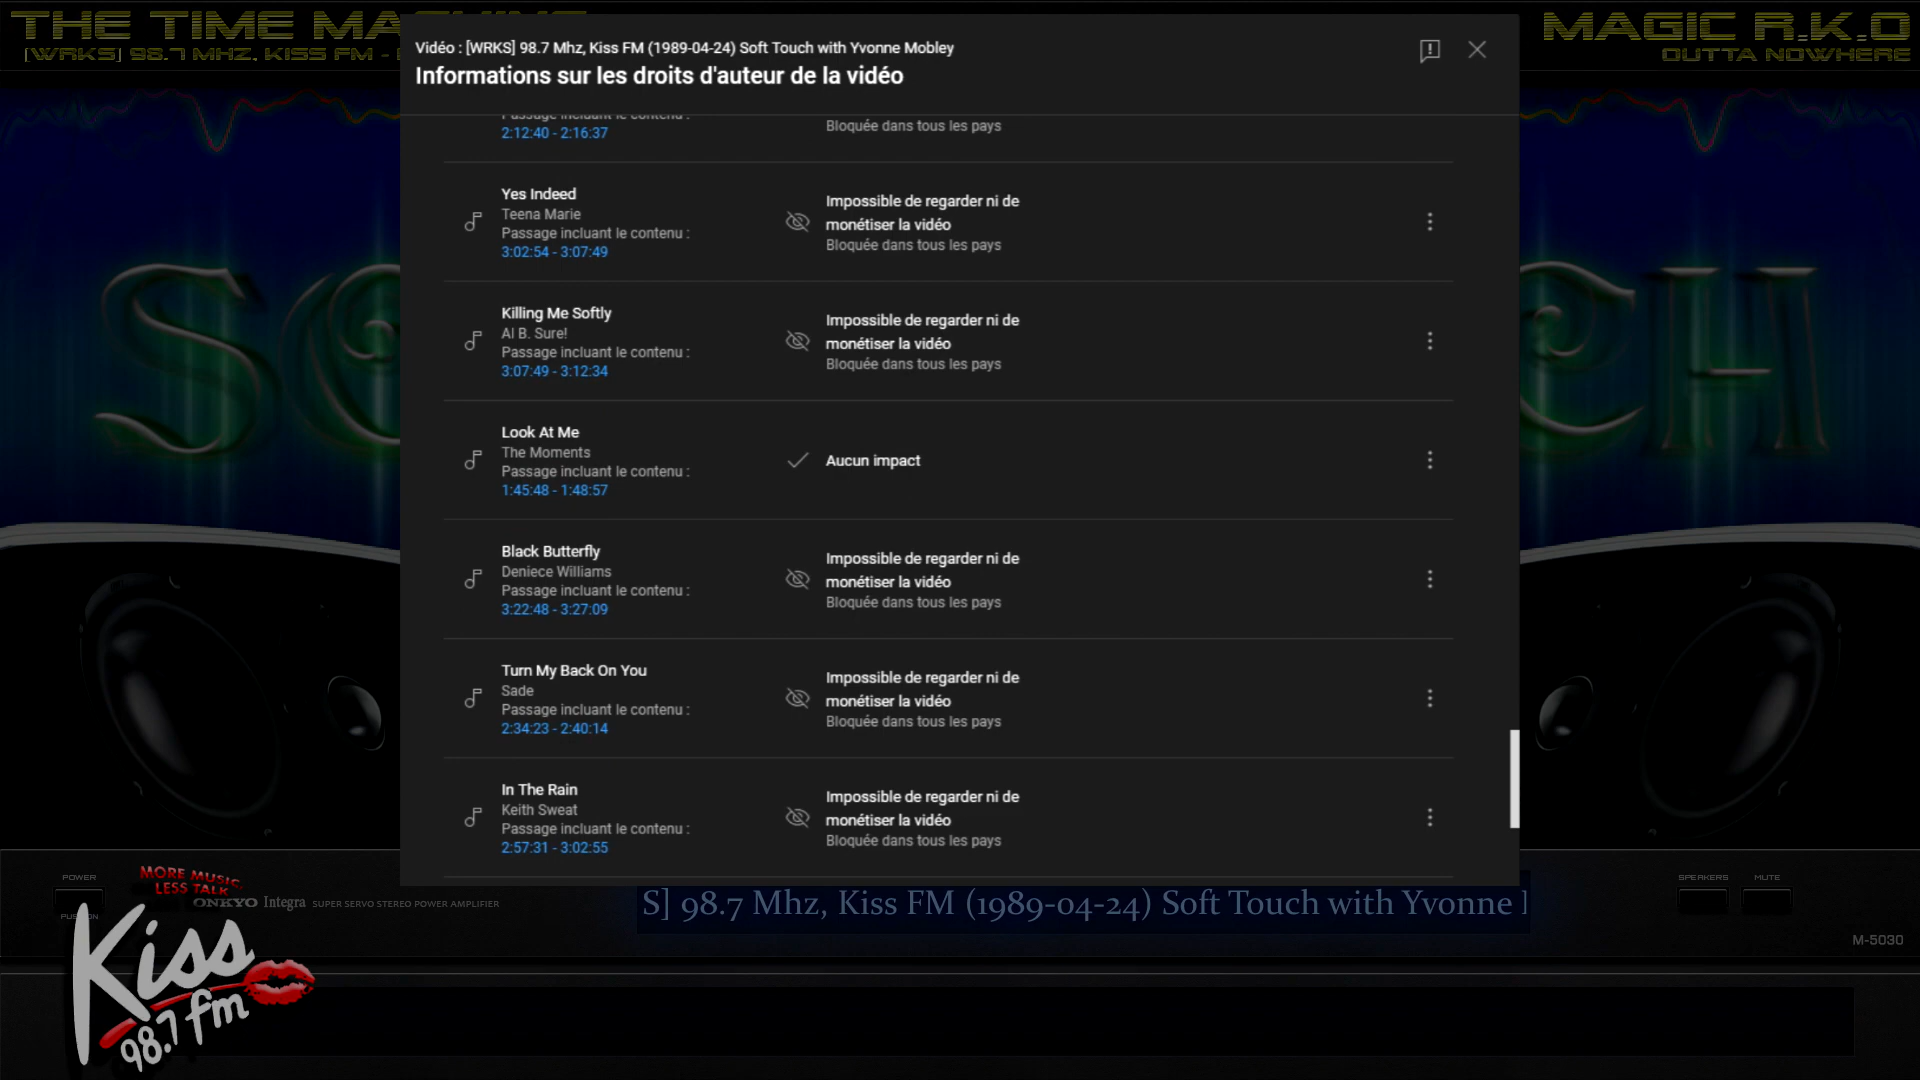 THE TIME MACHINE
[WRKS] 98.7 MHZ, KISS FM -
MAGIC R.K.O
OUTTA NOWHERE
Vidéo : [WRKS] 98.7 Mhz, Kiss FM (1989-04-24) Soft Touch with Yvonne Mobley
Informations sur les droits d'auteur de la vidéo
Passage incluant le contenu :
2:12:40 - 2:16:37
Bloquée dans tous les pays
Yes Indeed
Teena Marie
Passage incluant le contenu :
3:02:54 - 3:07:49
Impossible de regarder ni de
monétiser la vidéo
Bloquée dans tous les pays
Killing Me Softly
Al B. Sure!
Passage incluant le contenu :
3:07:49 - 3:12:34
Impossible de regarder ni de
monétiser la vidéo
Bloquée dans tous les pays
Look At Me
The Moments
Passage incluant le contenu :
1:45:48 - 1:48:57
Aucun impact
Black Butterfly
Deniece Williams
Passage incluant le contenu :
3:22:48 - 3:27:09
Impossible de regarder ni de
monétiser la vidéo
Bloquée dans tous les pays
Turn My Back On You
Sade
Passage incluant le contenu :
2:34:23 - 2:40:14
Impossible de regarder ni de
monétiser la vidéo
Bloquée dans tous les pays
In The Rain
Keith Sweat
Passage incluant le contenu :
2:57:31 - 3:02:55
Impossible de regarder ni de
monétiser la vidéo
Bloquée dans tous les pays
POWER
MORE MUSIC,
LESS TALK
ONKYO Integra SUPER SERVO STEREO POWER AMPLIFIER
S] 98.7 Mhz, Kiss FM (1989-04-24) Soft Touch with Yvonne
SPEAKERS MUTE
M-5030
Kiss
98.7 fm